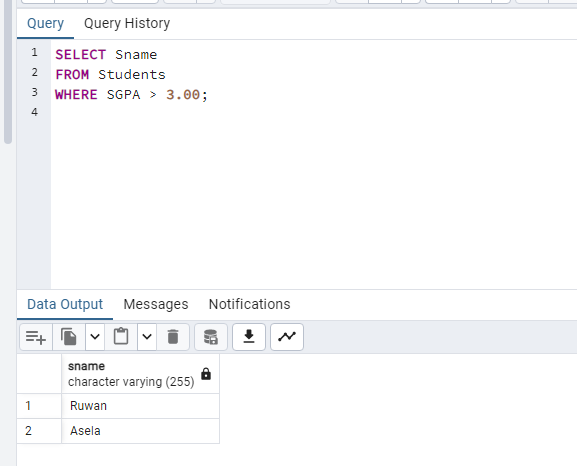 Query Query History
1 SELECT Sname
2 FROM Students
3 WHERE SGPA > 3.00;
4
Data Output Messages Notifications
sname
character varying (255)
1 Ruwan
2 Asela